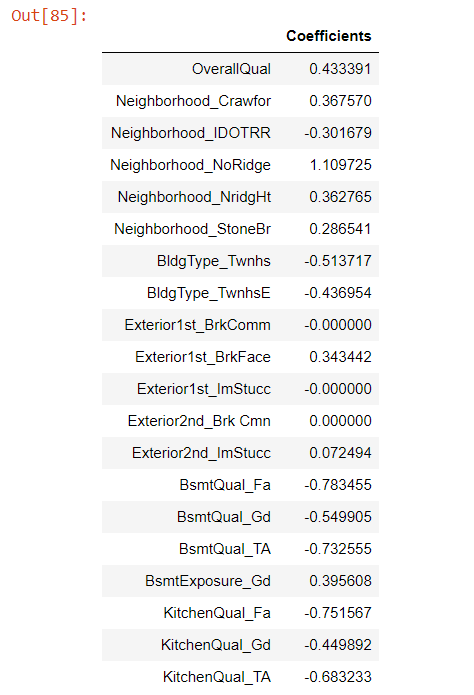 Out[85]:
Coefficients
OverallQual 0.433391
Neighborhood_Crawfor 0.367570
Neighborhood_IDOTRR -0.301679
Neighborhood_NoRidge 1.109725
Neighborhood_NridgHt 0.362765
Neighborhood_StoneBr 0.286541
BldgType_Twnhs -0.513717
BldgType_TwnhsE -0.436954
Exterior1st_BrkComm -0.000000
Exterior1st_BrkFace 0.343442
Exterior1st_ImStucc -0.000000
Exterior2nd_Brk Cmn 0.000000
Exterior2nd_ImStucc 0.072494
BsmtQual_Fa -0.783455
BsmtQual_Gd -0.549905
BsmtQual_TA -0.732555
BsmtExposure_Gd 0.395608
KitchenQual_Fa -0.751567
KitchenQual_Gd -0.449892
KitchenQual_TA -0.683233